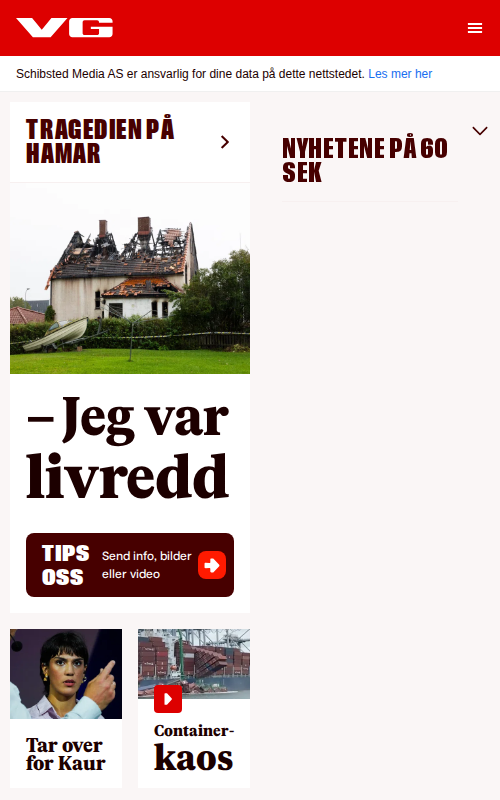 VG
Schibsted Media AS er ansvarlig for dine data på dette nettstedet. Les mer her
TRAGEDIEN PÅ
HAMAR
– Jeg var
livredd
TIPS
OSS
Send info, bilder
eller video
Tar over
for Kaur
Container-
kaos
NYHETENE PÅ 60
SEK